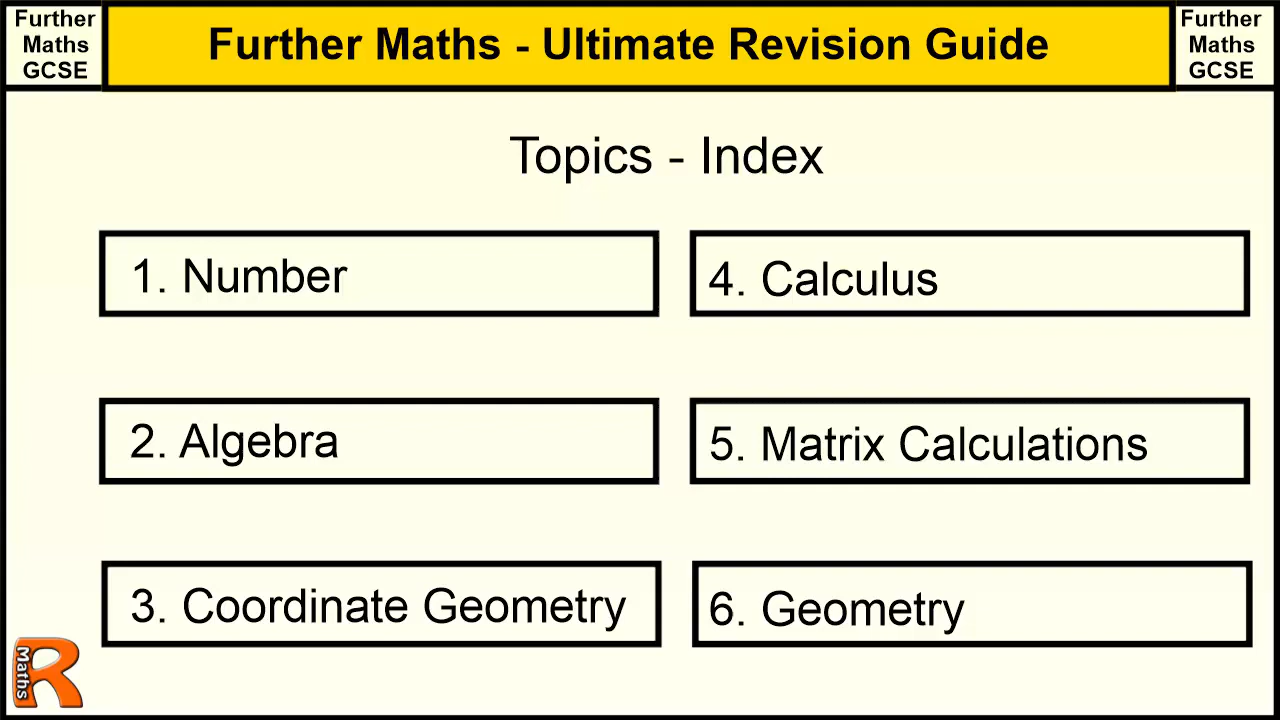 Further
Maths
GCSE
Further Maths - Ultimate Revision Guide
Further
Maths
GCSE
Topics - Index
1. Number
4. Calculus
2. Algebra
5. Matrix Calculations
3. Coordinate Geometry
6. Geometry
R
Maths